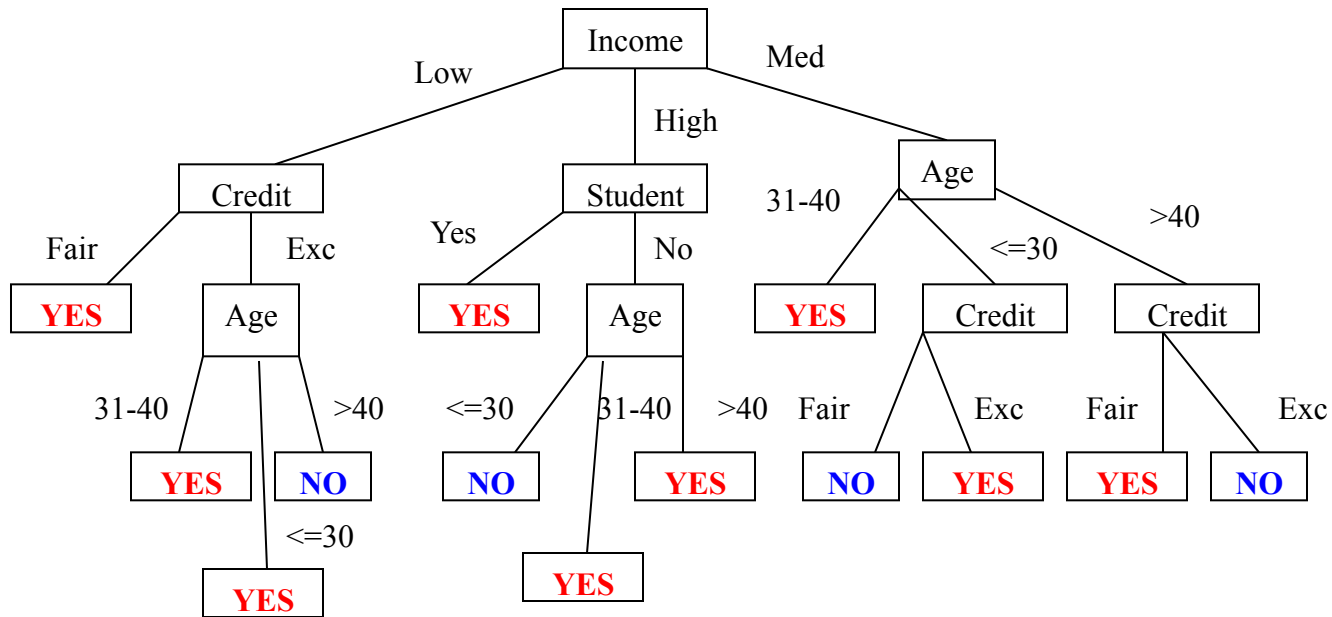 Income
Low
Med
High
Credit
Student
Age
Fair
Exc
Yes
No
31-40
<=30
>40
YES
Age
YES
Age
YES
Credit
Credit
31-40
>40
<=30
31-40
>40
Fair
Exc
Fair
Exc
YES
NO
NO
YES
NO
YES
YES
NO
<=30
YES
YES